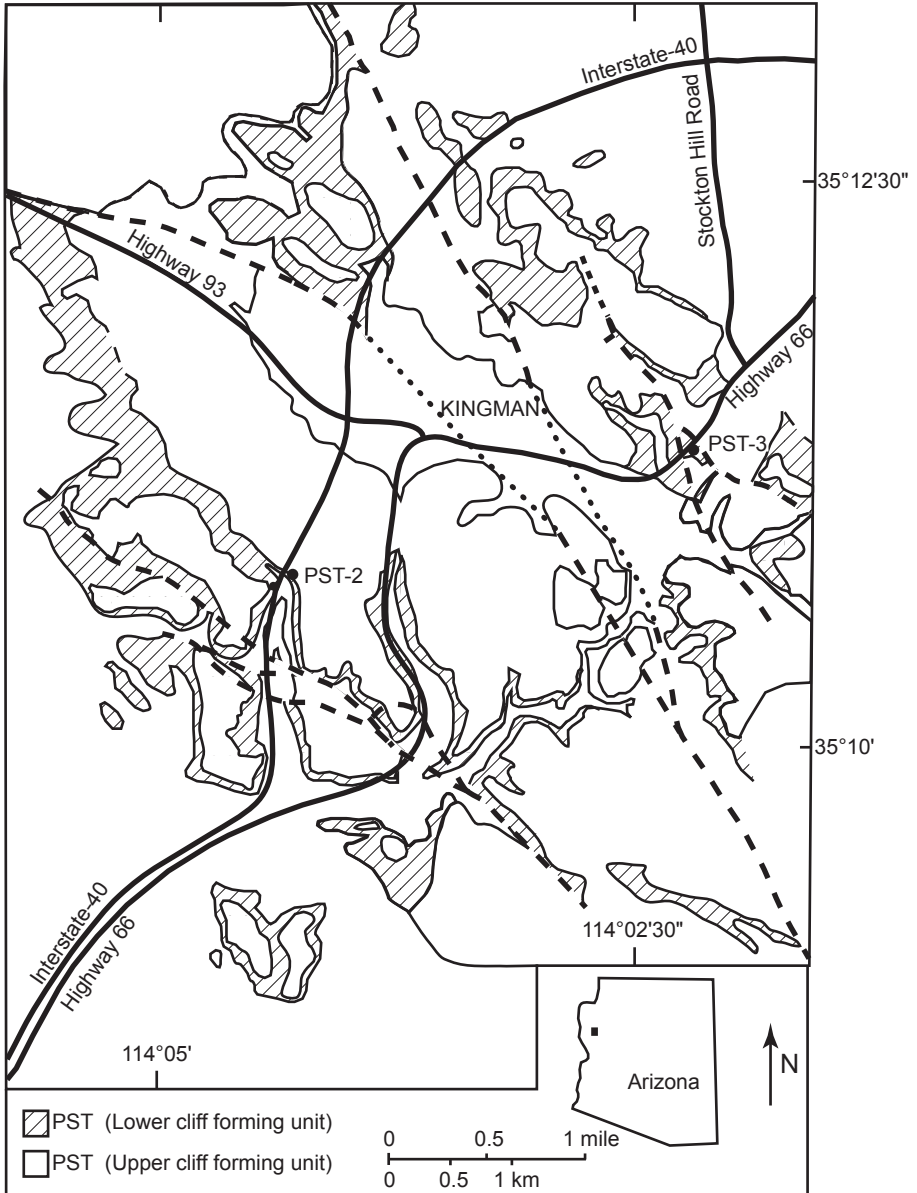 Interstate-40
Stockton Hill Road
35°12'30"
Highway 93
Highway 66
KINGMAN
PST-3
PST-2
35°10'
114°02'30"
Interstate-40
Highway 66
114°05'
Arizona
N
PST (Lower cliff forming unit)
PST (Upper cliff forming unit)
0 0.5 1 mile
0 0.5 1 km